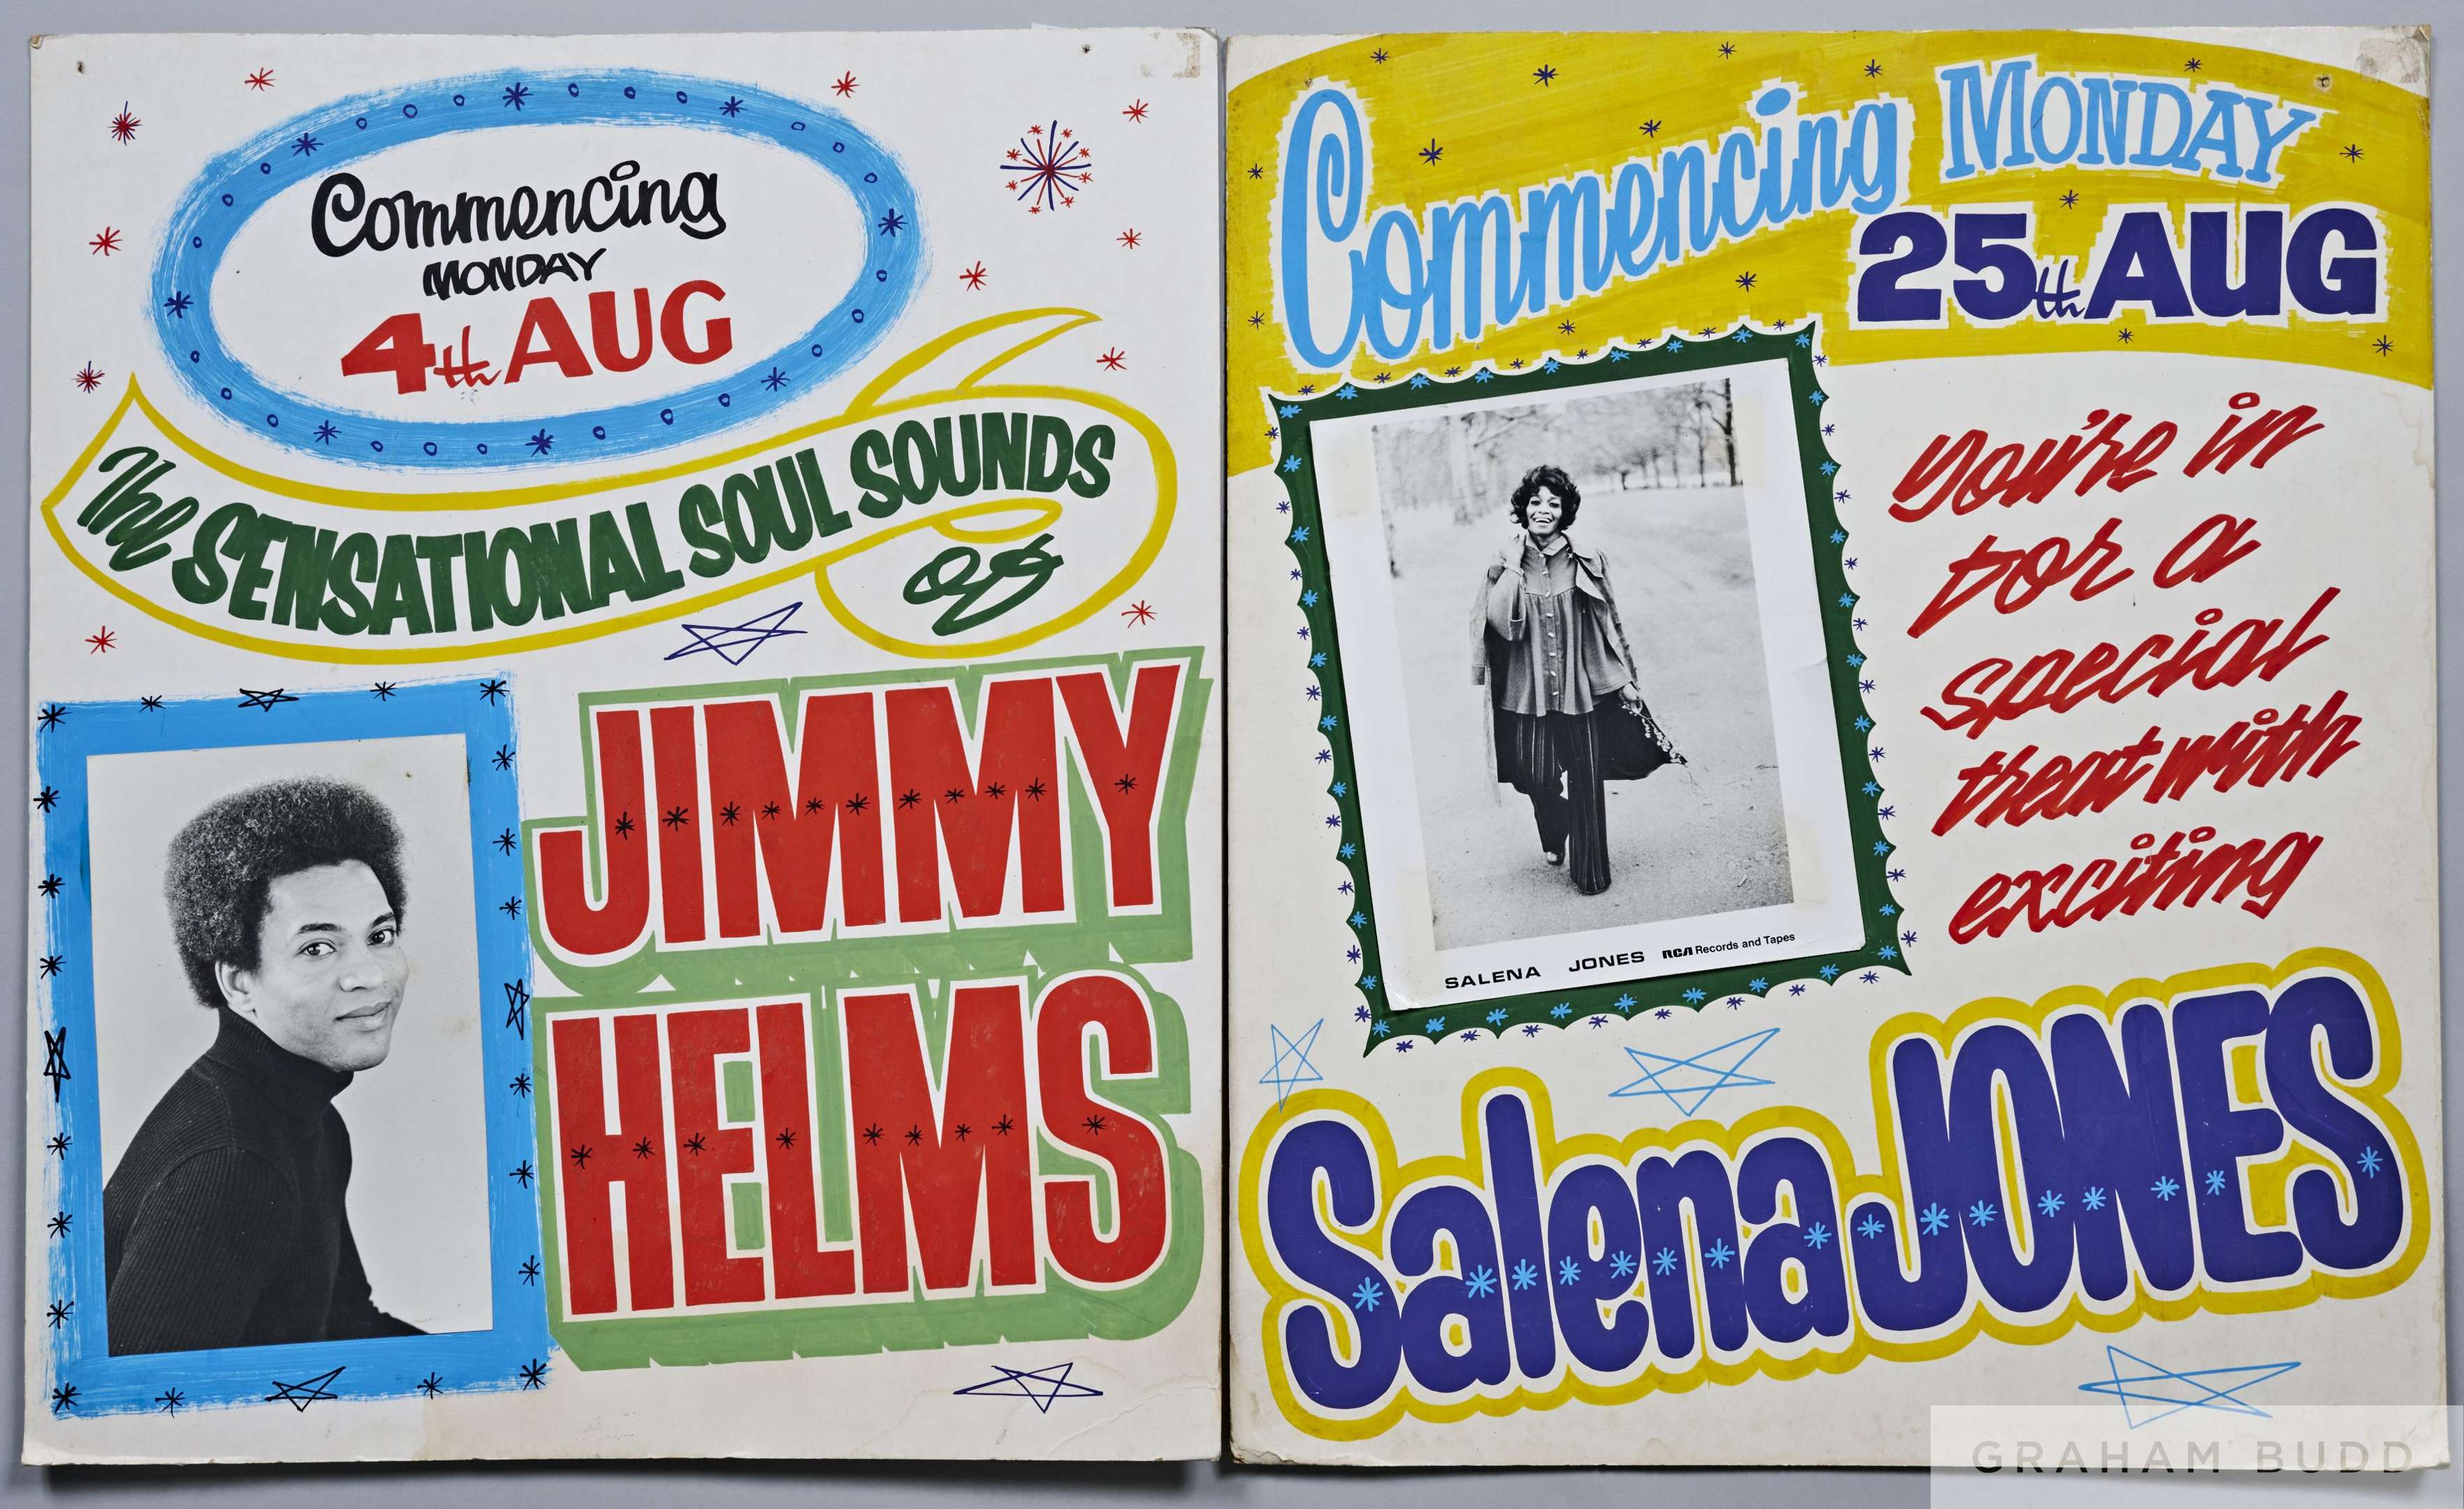 Commencing
MONDAY
4th AUG
The SENSATIONAL SOUL SOUNDS
of
JIMMY
HELMS
Commencing MONDAY
25th AUG
You're in
for a
special
treat with
exciting
SALENA JONES RCA Records and Tapes
Salena JONES
GRAHAM BUDD